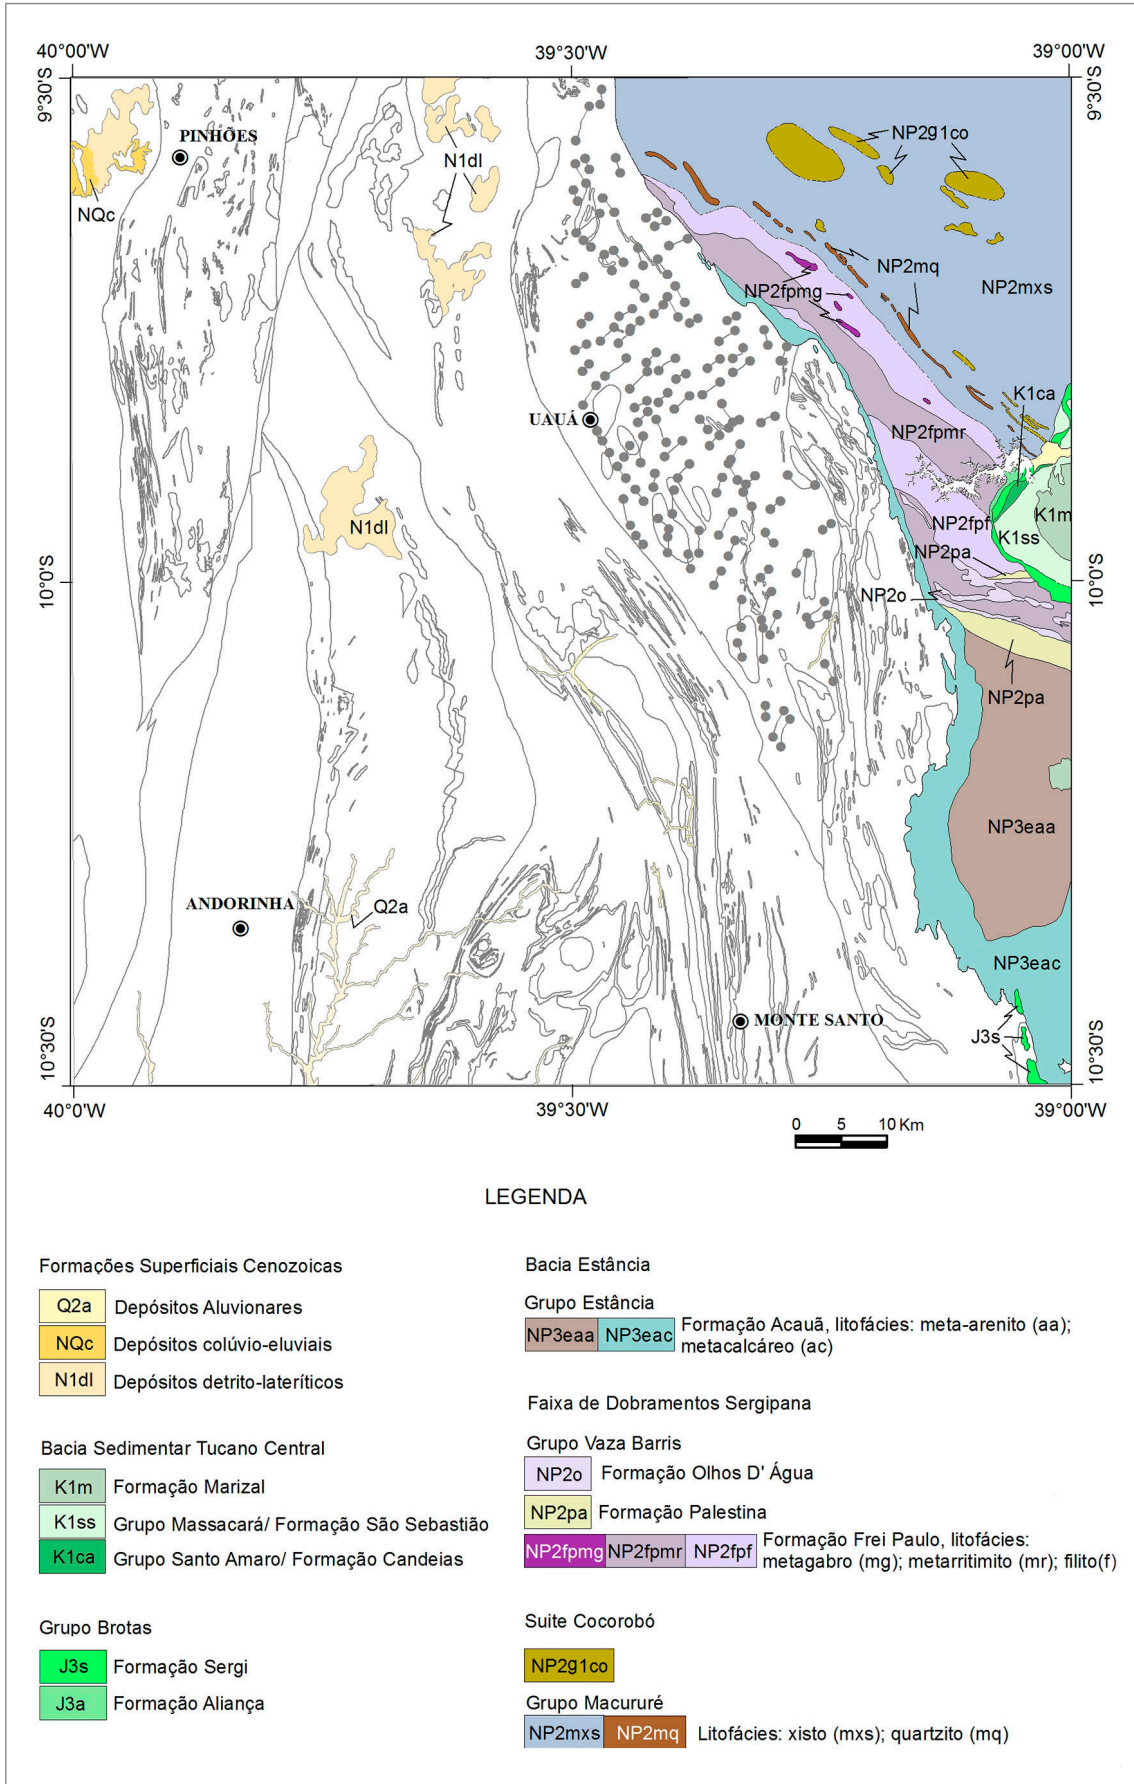 40°00'W
39°30'W
39°00'W
9°30'S
9°30'S
PINHÕES
NP2g1co
N1dl
NQc
NP2mq
NP2mxs
NP2fpmg
K1ca
UAUÁ
NP2fpmr
N1dl
K1m
NP2fpf
K1ss
NP2pa
10°0'S
10°0'S
NP2o
NP2pa
NP3eaa
ANDORINHA
Q2a
NP3eac
MONTE SANTO
J3s
10°30'S
10°30'S
40°0'W
39°30'W
39°00'W
0 5 10 Km
LEGENDA
Formações Superficiais Cenozoicas
Q2a Depósitos Aluvionares
NQc Depósitos colúvio-eluviais
N1dl Depósitos detrito-lateríticos
Bacia Sedimentar Tucano Central
K1m Formação Marizal
K1ss Grupo Massacará/ Formação São Sebastião
K1ca Grupo Santo Amaro/ Formação Candeias
Grupo Brotas
J3s Formação Sergi
J3a Formação Aliança
Bacia Estância
Grupo Estância
NP3eaa NP3eac Formação Acauã, litofácies: meta-arenito (aa);
metacalcáreo (ac)
Faixa de Dobramentos Sergipana
Grupo Vaza Barris
NP2o Formação Olhos D' Água
NP2pa Formação Palestina
NP2fpmg NP2fpmr NP2fpf Formação Frei Paulo, litofácies:
metagabro (mg); metarritimito (mr); filito(f)
Suite Cocorobó
NP2g1co
Grupo Macururé
NP2mxs NP2mq Litofácies: xisto (mxs); quartzito (mq)